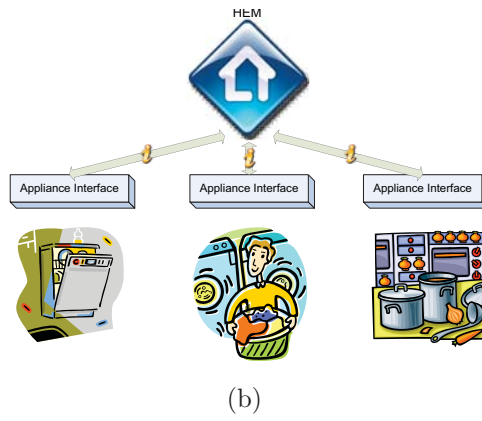 HEM
i i i
Appliance Interface Appliance Interface Appliance Interface
(b)